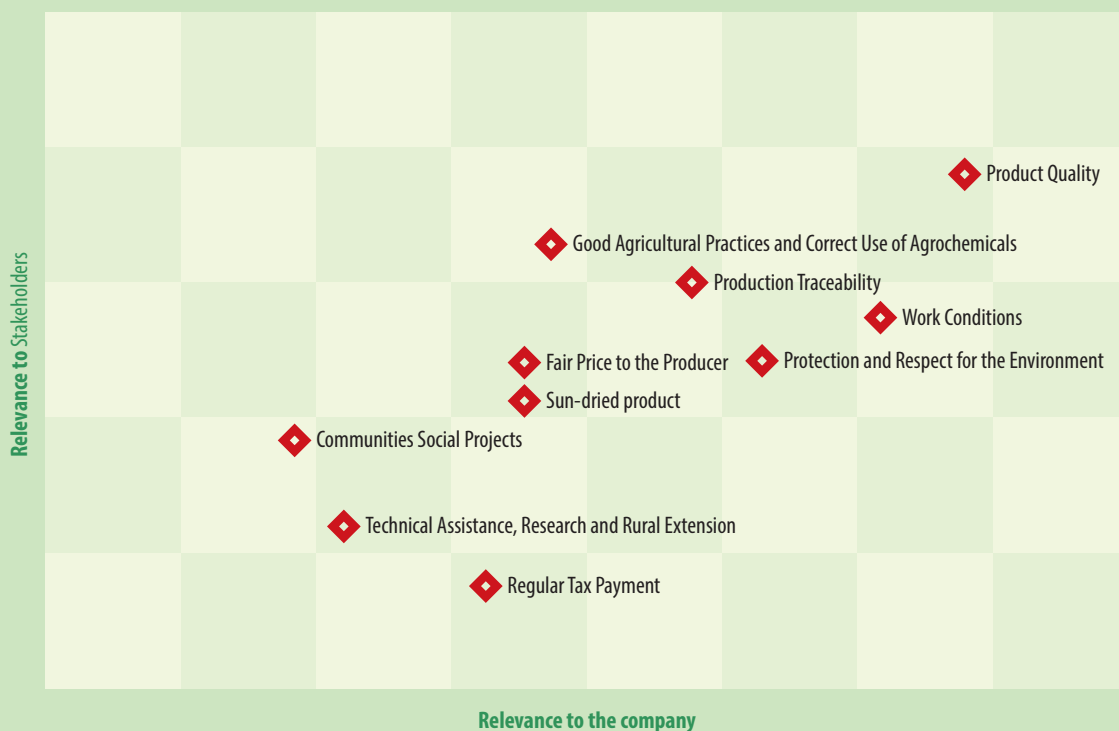 Relevance to Stakeholders
Product Quality
Good Agricultural Practices and Correct Use of Agrochemicals
Production Traceability
Work Conditions
Fair Price to the Producer
Protection and Respect for the Environment
Sun-dried product
Communities Social Projects
Technical Assistance, Research and Rural Extension
Regular Tax Payment
Relevance to the company